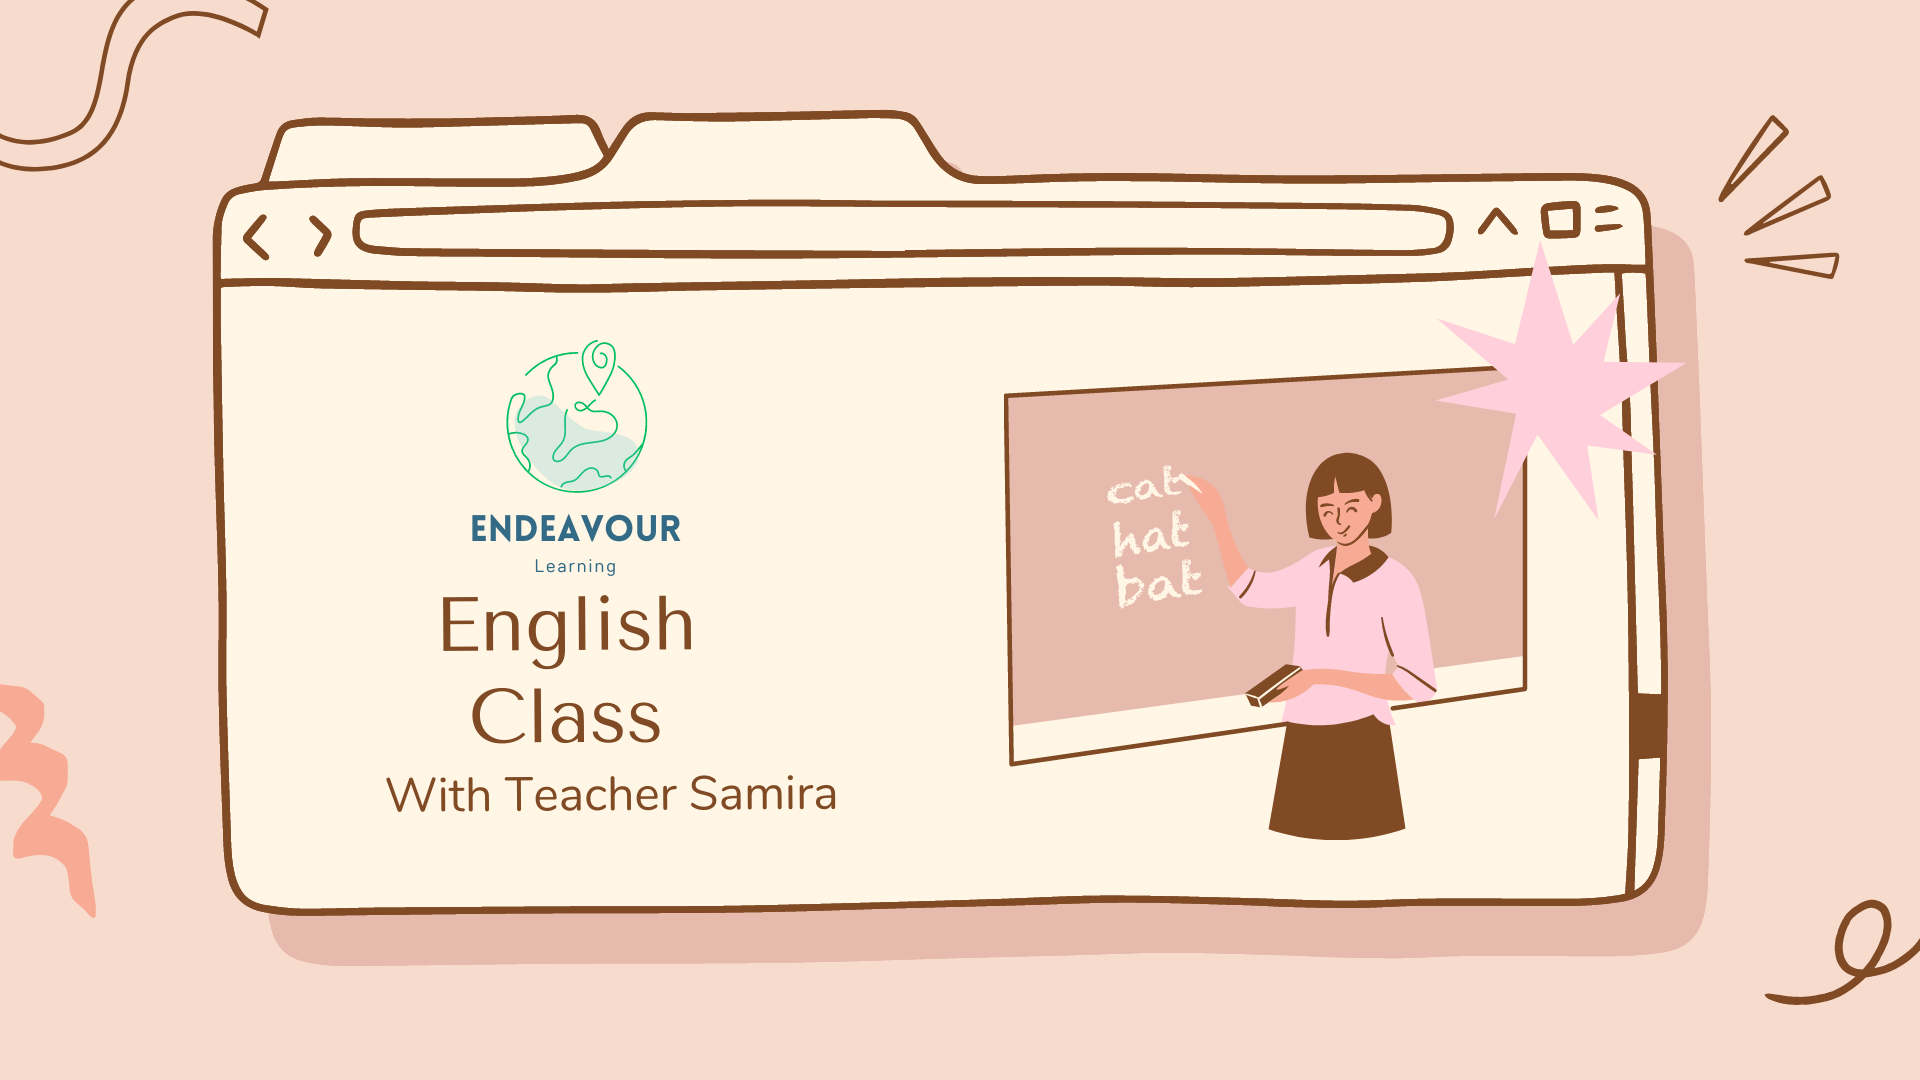 ENDEAVOUR
Learning
English
Class
With Teacher Samira
cat
hat
bat